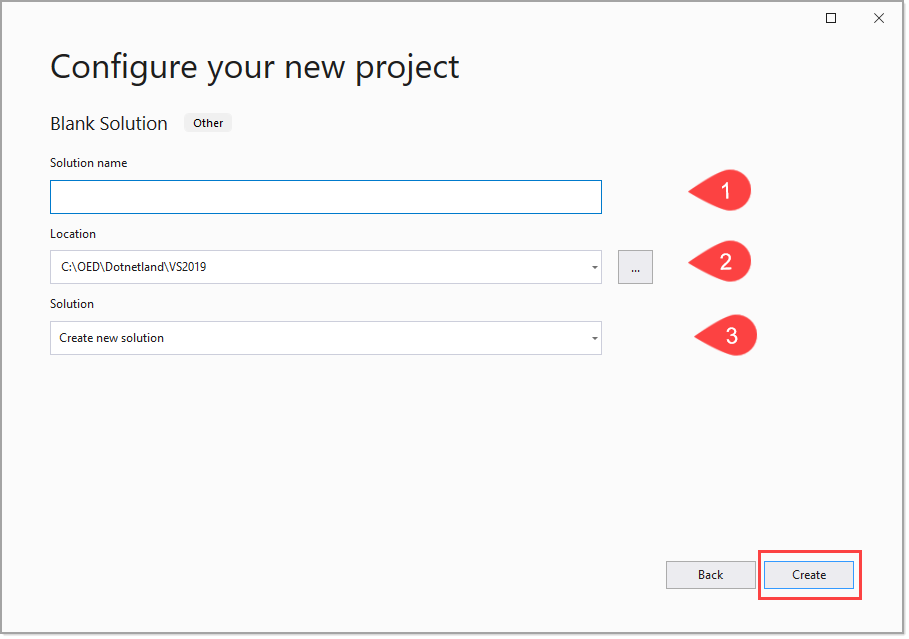 Configure your new project
Blank Solution Other
Solution name
1
Location
C:\OED\Dotnetland\VS2019 ... 2
Solution
Create new solution 3
Back Create